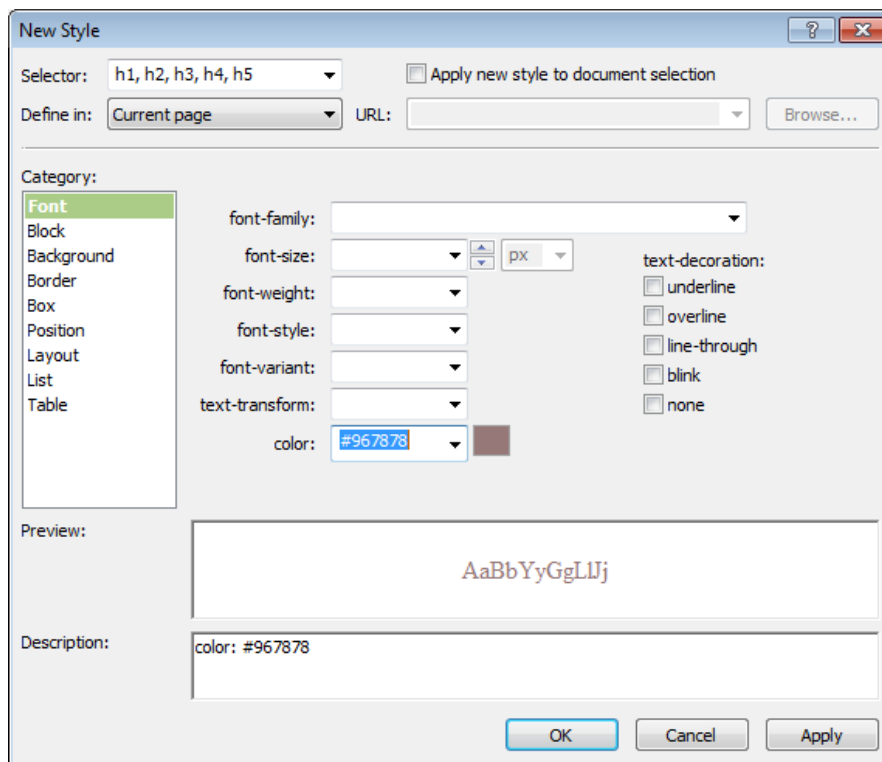 New Style
Selector: h1, h2, h3, h4, h5 Apply new style to document selection
Define in: Current page URL: Browse...
Category:
Font
Block
Background
Border
Box
Position
Layout
List
Table
font-family:
font-size: px
font-weight:
font-style:
font-variant:
text-transform:
color: #967878
text-decoration:
underline
overline
line-through
blink
none
Preview:
AaBbYyGgLlJj
Description:
color: #967878
OK Cancel Apply